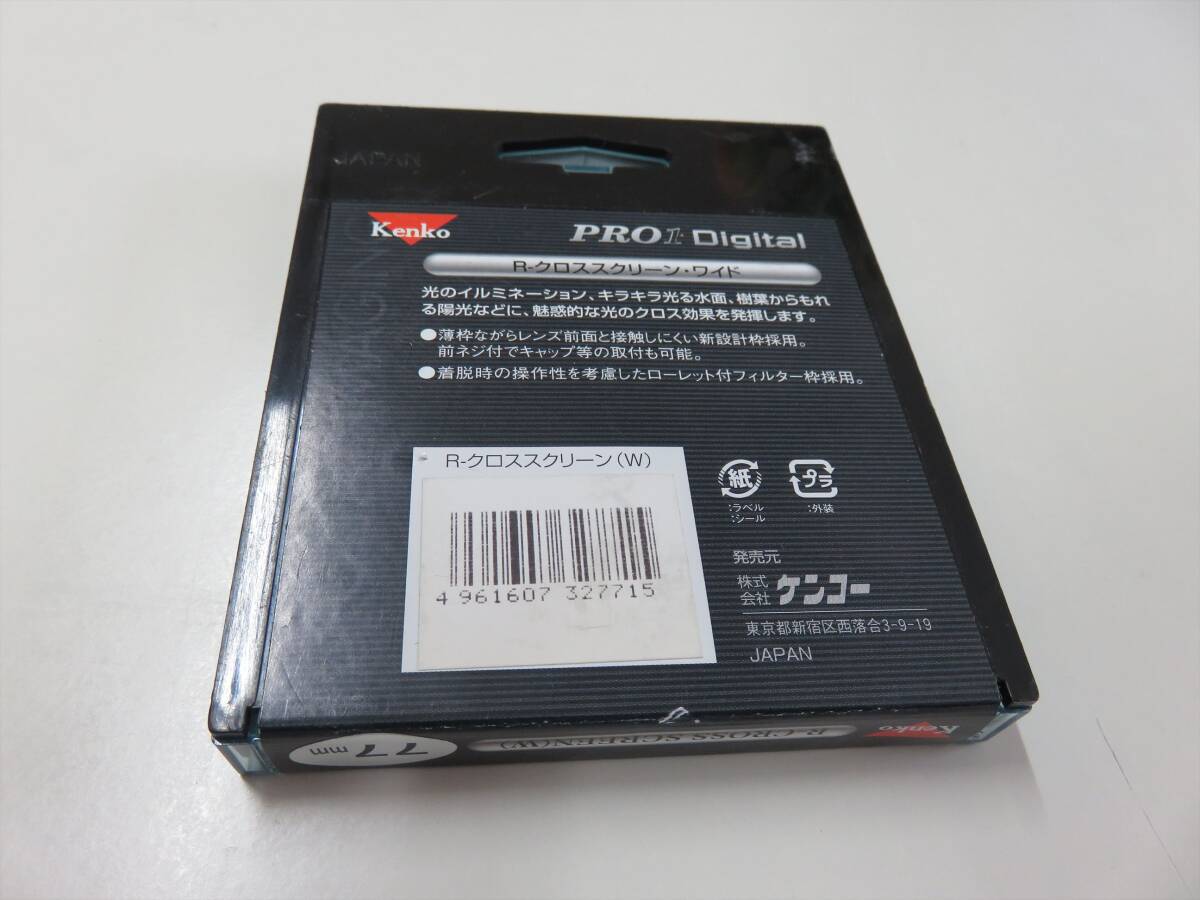 JAPAN
Kenko
PRO1 Digital
R-クロススクリーン・ワイド
光のイルミネーション、キラキラ光る水面、樹葉からもれ
る陽光などに、魅惑的な光のクロス効果を発揮します。
●薄枠ながらレンズ前面と接触しにくい新設計枠採用。
前ネジ付でキャップ等の取付も可能。
●着脱時の操作性を考慮したローレット付フィルター枠採用。
R-クロススクリーン(W)
4 961607 327715
紙
:ラベル
:シール
プラ
:外装
発売元
株式会社 ケンコー
東京都新宿区西落合3-9-19
JAPAN
77mm
R-CROSS SCREEN(W)
Kenko